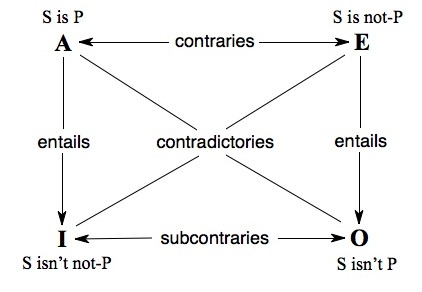 S is P
S is not-P
A
contraries
E
entails
contradictories
entails
I
subcontraries
O
S isn't not-P
S isn't P